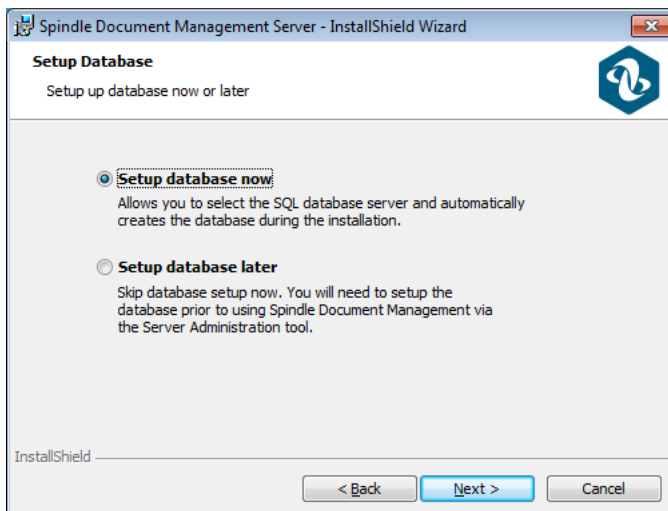 Spindle Document Management Server - InstallShield Wizard
Setup Database
Setup up database now or later
Setup database now
Allows you to select the SQL database server and automatically
creates the database during the installation.
Setup database later
Skip database setup now. You will need to setup the
database prior to using Spindle Document Management via
the Server Administration tool.
InstallShield
< Back
Next >
Cancel